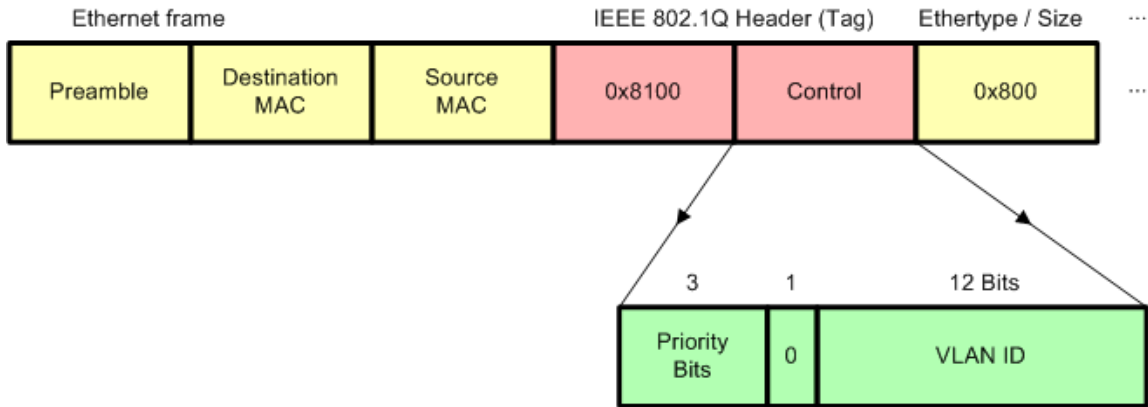 Ethernet frame IEEE 802.1Q Header (Tag) Ethertype / Size ...
Preamble Destination MAC Source MAC 0x8100 Control 0x800 ...
3 1 12 Bits
Priority Bits 0 VLAN ID